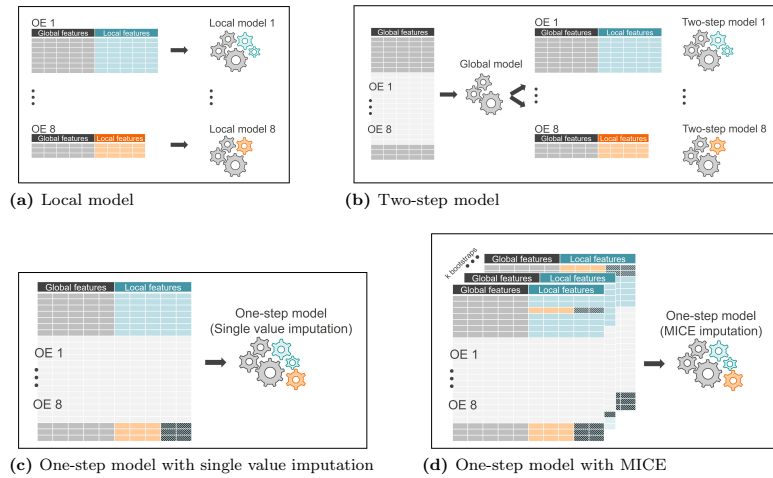 OE 1
Global features Local features
Local model 1
OE 8
Global features Local features
Local model 8
(a) Local model
Global features
OE 1
OE 8
Global model
OE 1
Global features Local features
Two-step model 1
OE 8
Global features Local features
Two-step model 8
(b) Two-step model
Global features Local features
OE 1
OE 8
One-step model
(Single value imputation)
(c) One-step model with single value imputation
k bootstraps
Global features Local features
Global features Local features
Global features Local features
OE 1
OE 8
One-step model
(MICE imputation)
(d) One-step model with MICE